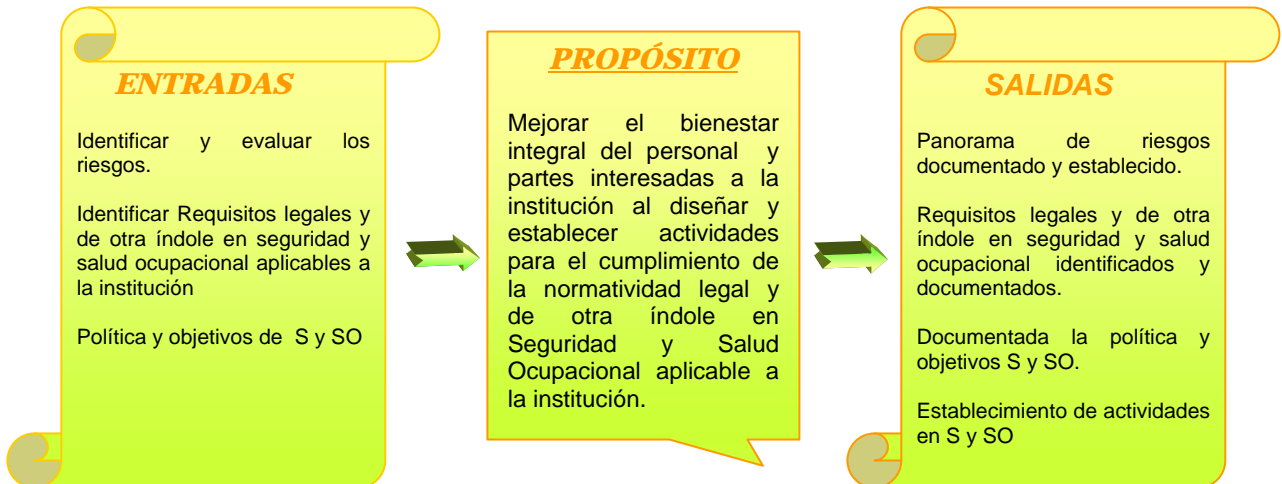 ENTRADAS
Identificar y evaluar los
riesgos.
Identificar Requisitos legales y
de otra índole en seguridad y
salud ocupacional aplicables a
la institución
Política y objetivos de S y SO
PROPÓSITO
Mejorar el bienestar
integral del personal y
partes interesadas a la
institución al diseñar y
establecer actividades
para el cumplimiento de
la normatividad legal y
de otra índole en
Seguridad y Salud
Ocupacional aplicable a
la institución.
SALIDAS
Panorama de riesgos
documentado y establecido.
Requisitos legales y de otra
índole en seguridad y salud
ocupacional identificados y
documentados.
Documentada la política y
objetivos S y SO.
Establecimiento de actividades
en S y SO